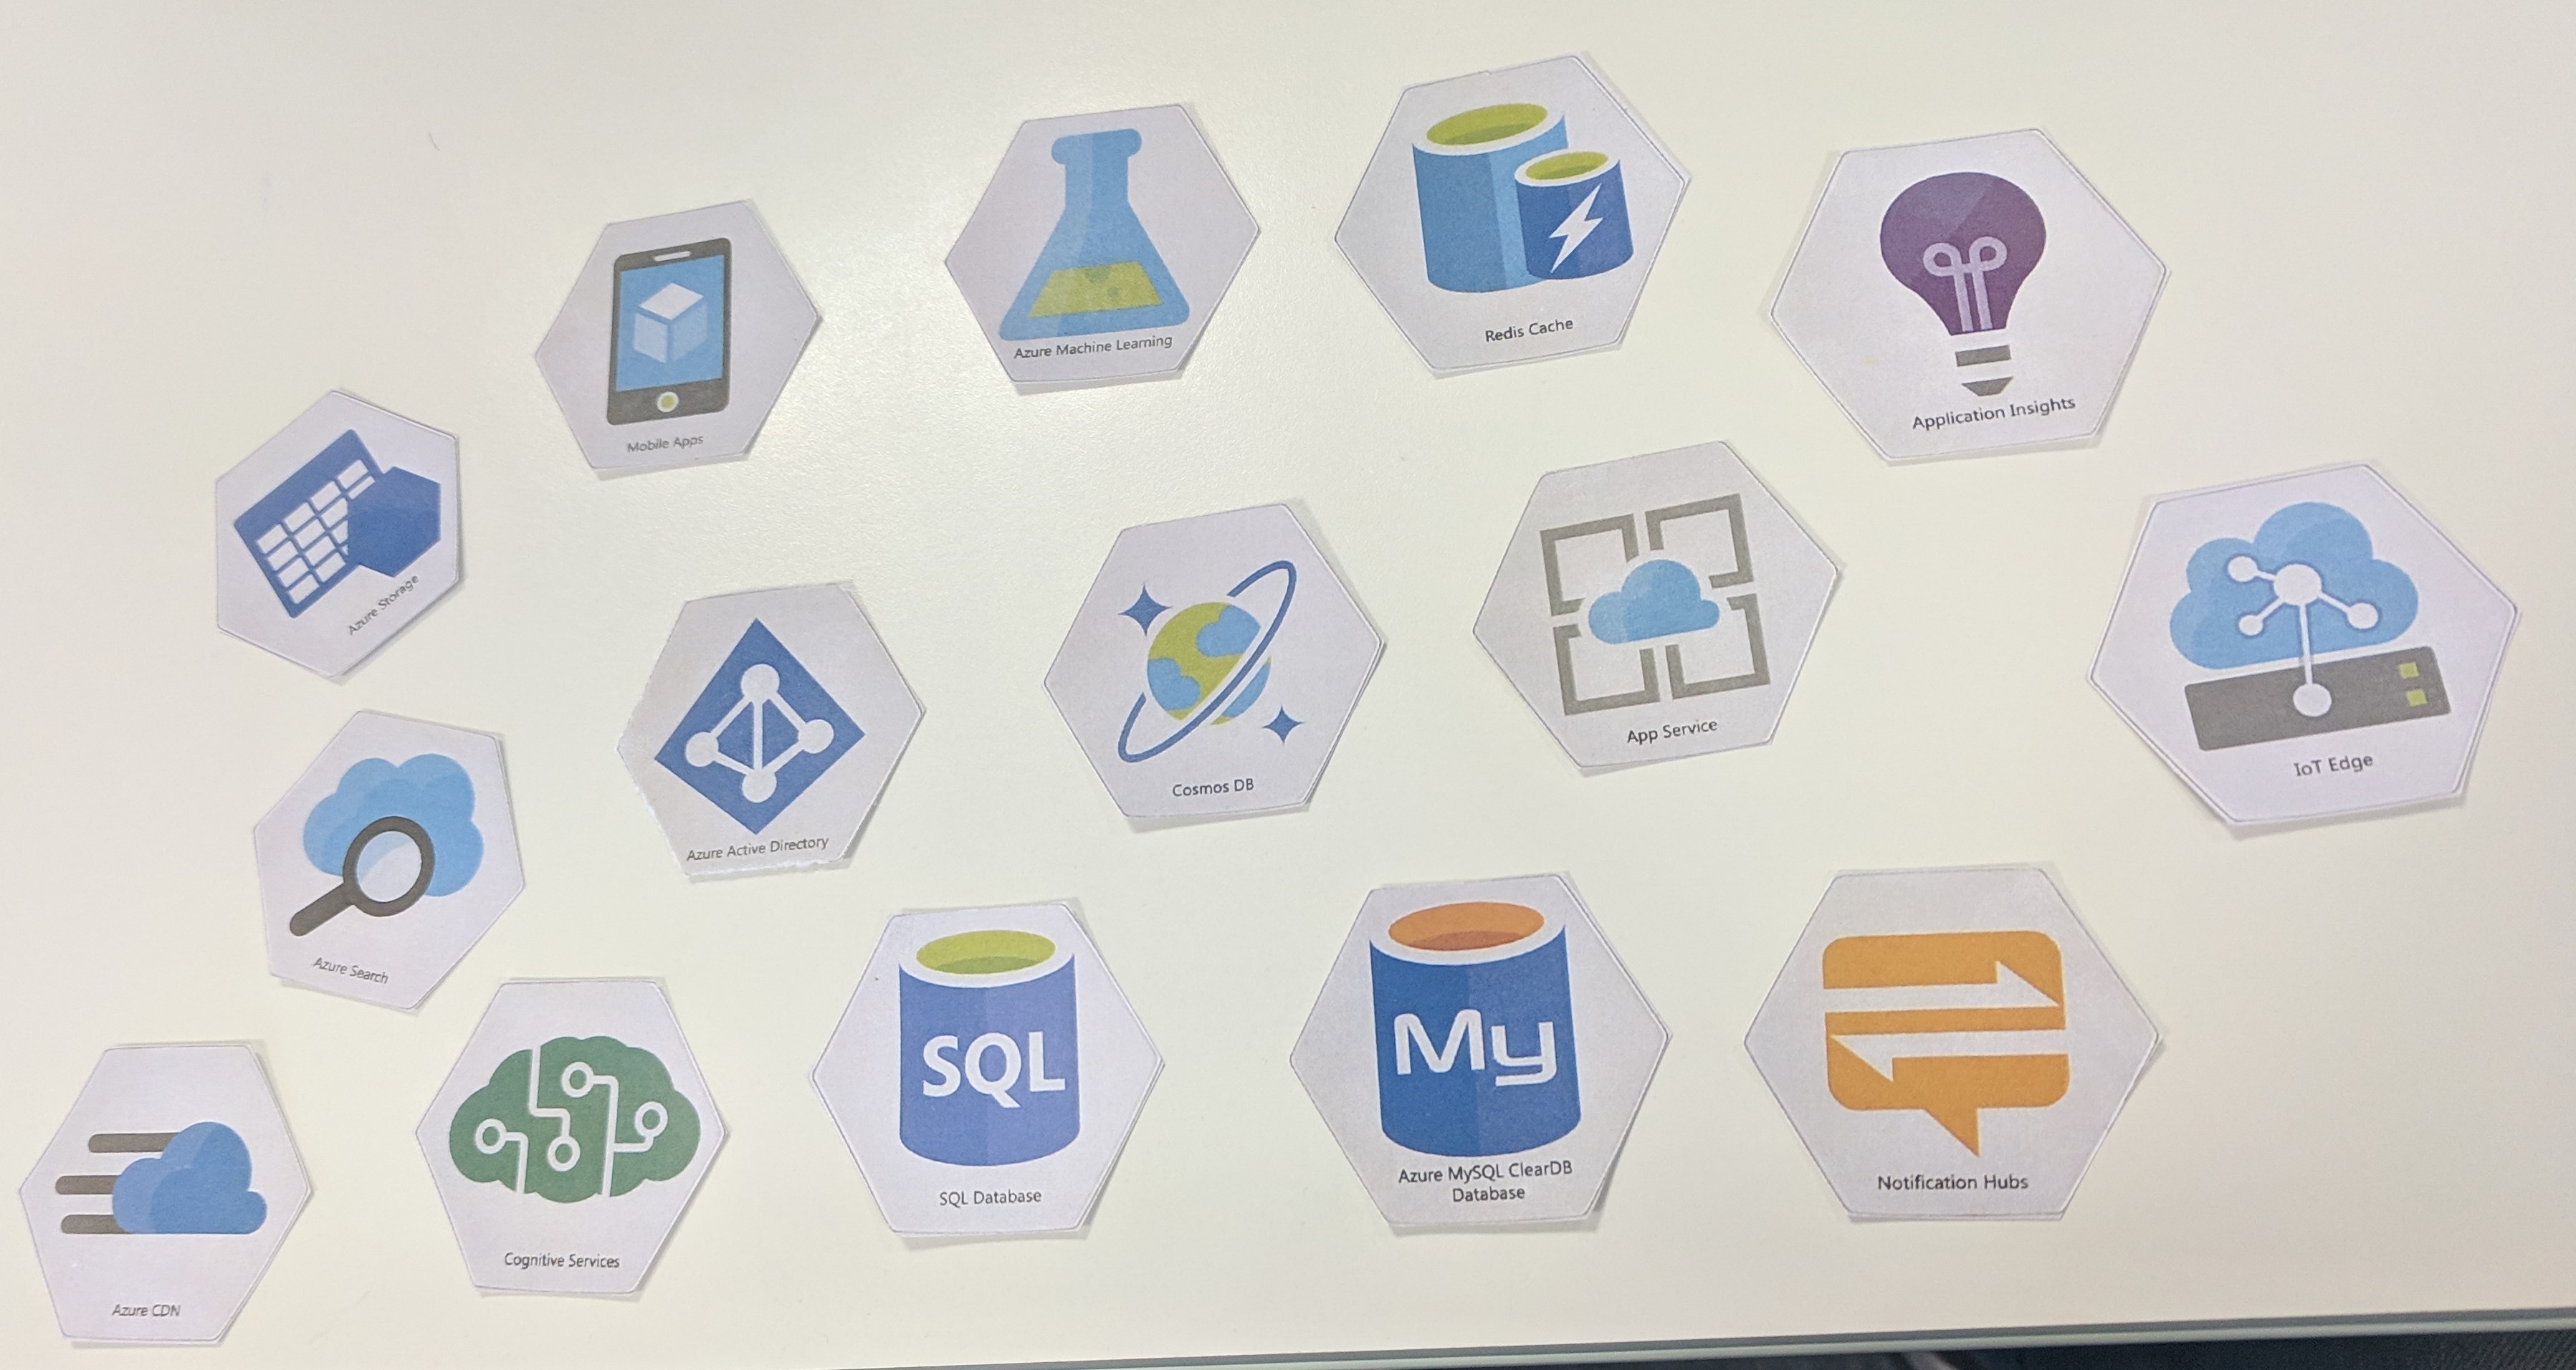 Redis Cache
Azure Machine Learning
Application Insights
Mobile Apps
Azure Storage
App Service
IoT Edge
Cosmos DB
Azure Active Directory
Azure Search
SQL
SQL Database
My
Azure MySQL ClearDB
Database
Notification Hubs
Cognitive Services
Azure CDN